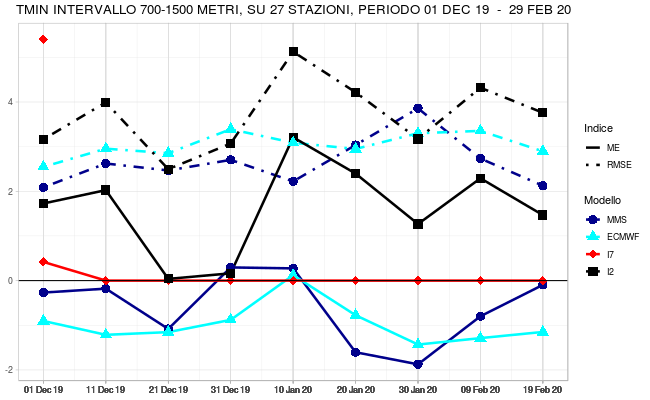 TMIN INTERVALLO 700-1500 METRI, SU 27 STAZIONI, PERIODO 01 DEC 19 - 29 FEB 20
4
2
0
-2
01 Dec 19
11 Dec 19
21 Dec 19
31 Dec 19
10 Jan 20
20 Jan 20
30 Jan 20
09 Feb 20
19 Feb 20
Indice
ME
RMSE
Modello
MMS
ECMWF
I7
I2